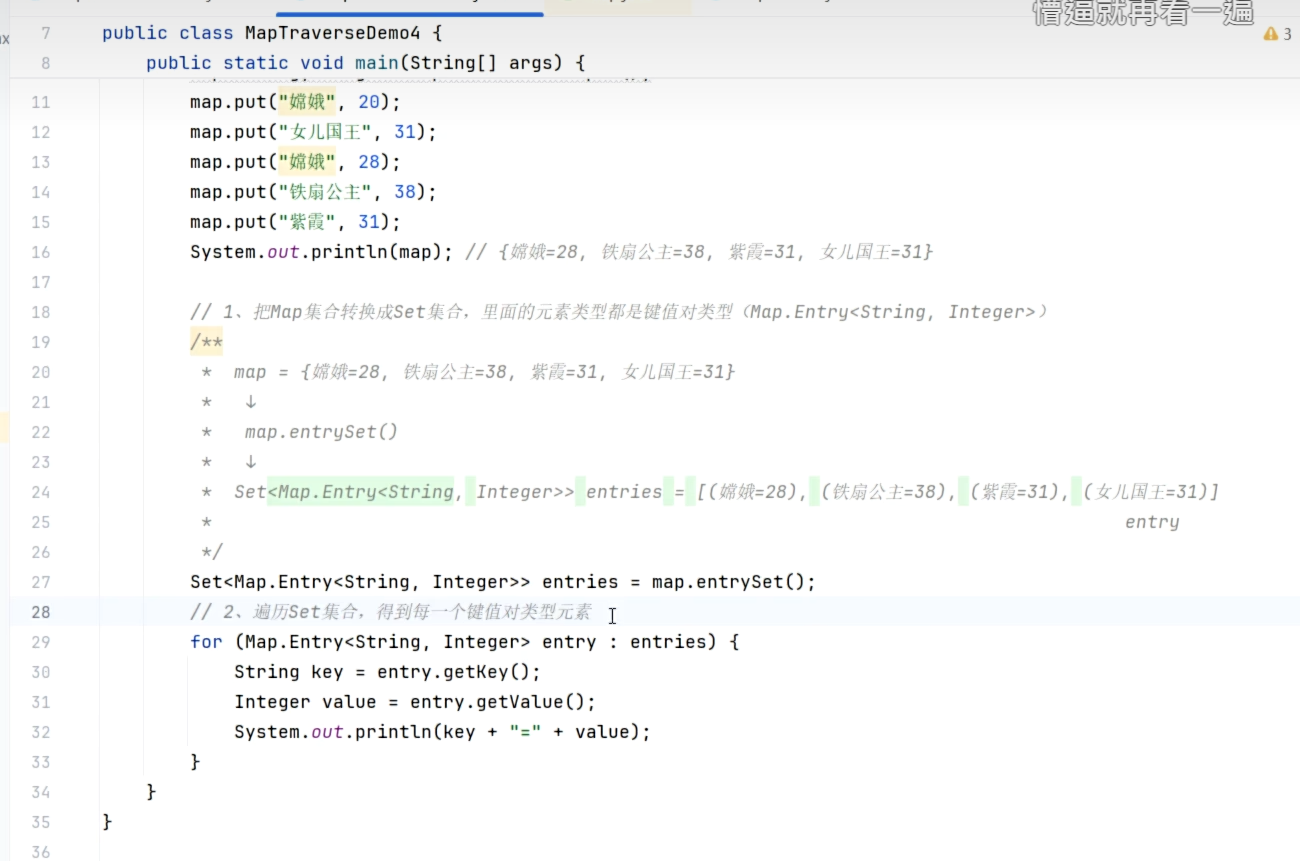 憎逼就再看一遍
3
7 public class MapTraverseDemo4 {
8 public static void main(String[] args) {
11 map.put("嫦娥", 20);
12 map.put("女儿国王", 31);
13 map.put("嫦娥", 28);
14 map.put("铁扇公主", 38);
15 map.put("紫霞", 31);
16 System.out.println(map); // {嫦娥=28, 铁扇公主=38, 紫霞=31, 女儿国王=31}
17
18 // 1、把Map集合转换成Set集合，里面的元素类型都是键值对类型（Map.Entry<String, Integer>）
19 /**
20 * map = {嫦娥=28, 铁扇公主=38, 紫霞=31, 女儿国王=31}
21 * ↓
22 * map.entrySet()
23 * ↓
24 * Set<Map.Entry<String, Integer>> entries = [(嫦娥=28), (铁扇公主=38), (紫霞=31), (女儿国王=31)]
25 * entry
26 */
27 Set<Map.Entry<String, Integer>> entries = map.entrySet();
28 // 2、遍历Set集合，得到每一个键值对类型元素
29 for (Map.Entry<String, Integer> entry : entries) {
30 String key = entry.getKey();
31 Integer value = entry.getValue();
32 System.out.println(key + "=" + value);
33 }
34 }
35 }
36